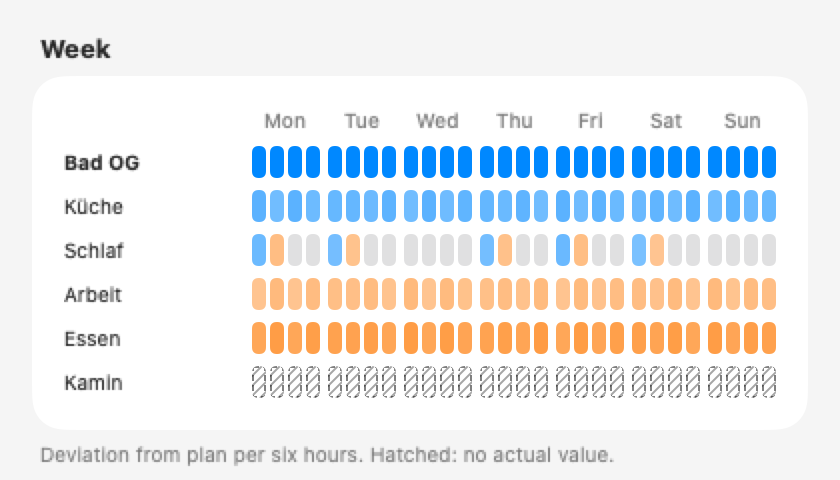 Week
Mon Tue Wed Thu Fri Sat Sun
Bad OG
Küche
Schlaf
Arbeit
Essen
Kamin
Deviation from plan per six hours. Hatched: no actual value.